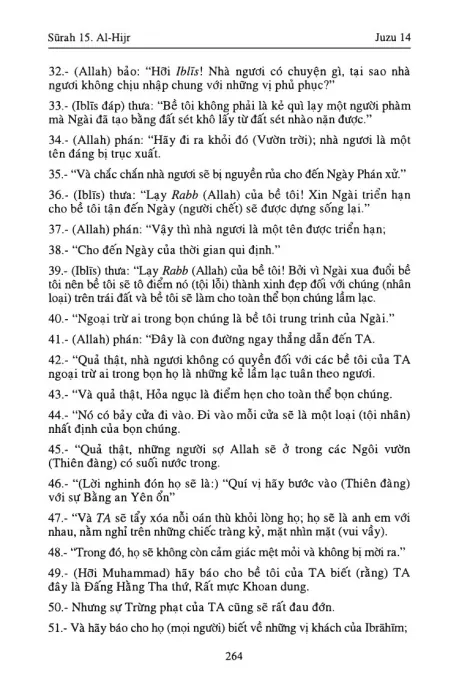 Sūrah 15. Al-Hijr Juzu 14
32.- (Allah) bảo: “Hỡi Iblīs! Nhà ngươi có chuyện gì, tại sao nhà
ngươi không chịu nhập chung với những vị phủ phục?”
33.- (Iblīs đáp) thưa: “Bề tôi không phải là kẻ quì lạy một người phàm
mà Ngài đã tạo bằng đất sét khô lấy từ đất sét nhào nặn được.”
34.- (Allah) phán: “Hãy đi ra khỏi đó (Vườn trời); nhà ngươi là một
tên đáng bị trục xuất.
35.- “Và chắc chắn nhà ngươi sẽ bị nguyền rủa cho đến Ngày Phán xử.”
36.- (Iblīs) thưa: “Lạy Rabb (Allah) của bề tôi! Xin Ngài triển hạn
cho bề tôi tận đến Ngày (người chết) sẽ được dựng sống lại.”
37.- (Allah) phán: “Vậy thì nhà ngươi là một tên được triển hạn;
38.- “Cho đến Ngày của thời gian qui định.”
39.- (Iblīs) thưa: “Lạy Rabb (Allah) của bề tôi! Bởi vì Ngài xua đuổi bề
tôi nên bề tôi sẽ tô điểm nó (tội lỗi) thành xinh đẹp đối với chúng (nhân
loại) trên trái đất và bề tôi sẽ làm cho toàn thể bọn chúng lầm lạc.
40.- “Ngoại trừ ai trong bọn chúng là bề tôi trung trinh của Ngài.”
41.- (Allah) phán: “Đây là con đường ngay thẳng dẫn đến TA.
42.- “Quả thật, nhà ngươi không có quyền đối với các bề tôi của TA
ngoại trừ ai trong bọn họ là những kẻ lầm lạc tuân theo ngươi.
43.- “Và quả thật, Hỏa ngục là điểm hẹn cho toàn thể bọn chúng.
44.- “Nó có bảy cửa đi vào. Đi vào mỗi cửa sẽ là một loại (tội nhân)
nhất định của bọn chúng.
45.- “Quả thật, những người sợ Allah sẽ ở trong các Ngôi vườn
(Thiên đàng) có suối nước trong.
46.- “(Lời nghinh đón họ sẽ là:) “Quí vị hãy bước vào (Thiên đàng)
với sự Bằng an Yên ổn”
47.- “Và TA sẽ tẩy xóa nỗi oán thù khỏi lòng họ; họ sẽ là anh em với
nhau, nằm nghỉ trên những chiếc tràng kỷ, mặt nhìn mặt (vui vầy).
48.- “Trong đó, họ sẽ không còn cảm giác mệt mỏi và không bị mời ra.”
49.- (Hỡi Muhammad) hãy báo cho bề tôi của TA biết (rằng) TA
đây là Đấng Hằng Tha thứ, Rất mực Khoan dung.
50.- Nhưng sự Trừng phạt của TA cũng sẽ rất đau đớn.
51.- Và hãy báo cho họ (mọi người) biết về những vị khách của Ibrāhīm;
264